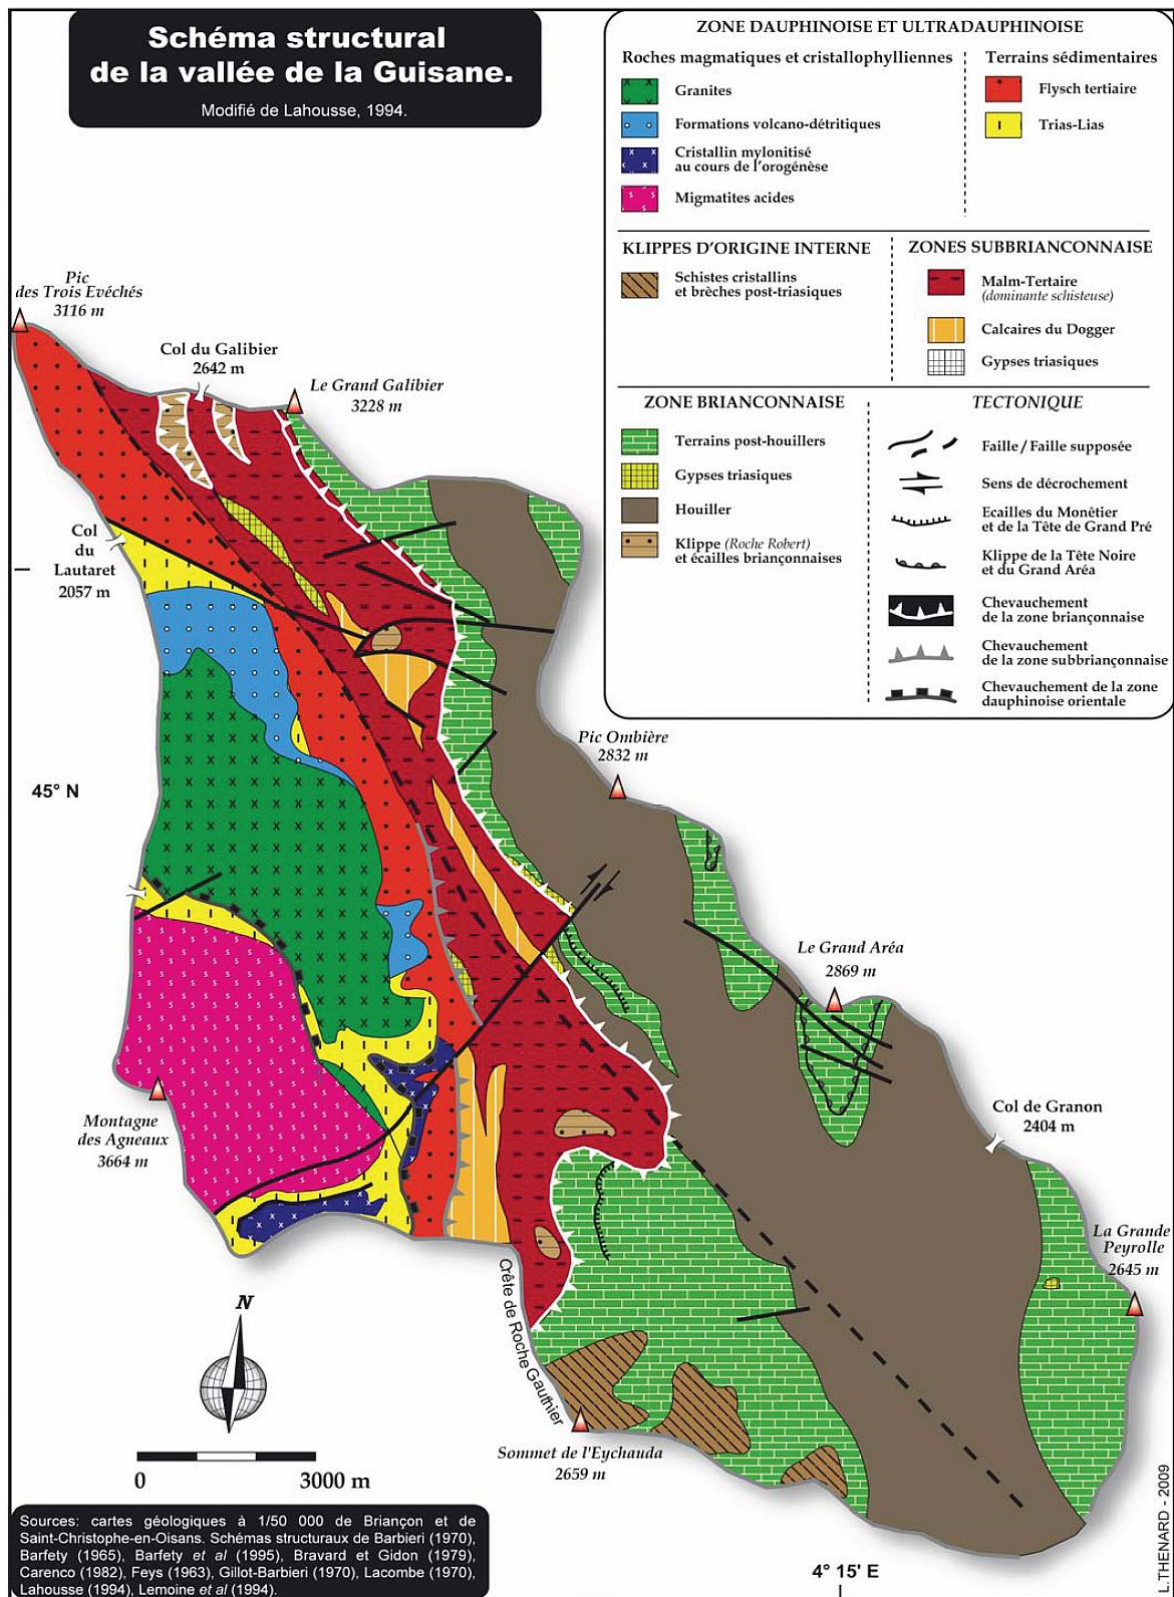 Schéma structural
de la vallée de la Guisane.
Modifié de Lahousse, 1994.
ZONE DAUPHINOISE ET ULTRADAUPHINOISE
Roches magmatiques et cristallophylliennes
Granites
Formations volcano-détritiques
Cristallin mylonitisé
au cours de l'orogénèse
Migmatites acides
Terrains sédimentaires
Flysch tertiaire
Trias-Lias
KLIPPES D'ORIGINE INTERNE
Schistes cristallins
et brèches post-triasiques
ZONES SUBBRIANCONNAISE
Malm-Tertaire
(dominante schisteuse)
Calcaires du Dogger
Gypses triasiques
ZONE BRIANCONNAISE
Terrains post-houillers
Gypses triasiques
Houiller
Klippe (Roche Robert)
et écailles briançonnaises
TECTONIQUE
Faille / Faille supposée
Sens de décrochement
Ecailles du Monêtier
et de la Tête de Grand Pré
Klippe de la Tête Noire
et du Grand Aréa
Chevauchement
de la zone briançonnaise
Chevauchement
de la zone subbriançonnaise
Chevauchement de la zone
dauphinoise orientale
Pic
des Trois Evéchés
3116 m
Col du Galibier
2642 m
Le Grand Galibier
3228 m
Col
du
Lautaret
2057 m
Pic Ombière
2832 m
45° N
Le Grand Aréa
2869 m
Montagne
des Agneaux
3664 m
Col de Granon
2404 m
La Grande
Peyrolle
2645 m
Crête de Roche Gauthier
Sommet de l'Eychauda
2659 m
N
0 3000 m
4° 15' E
Sources: cartes géologiques à 1/50 000 de Briançon et de
Saint-Christophe-en-Oisans. Schémas structuraux de Barbieri (1970),
Barfety (1965), Barfety et al (1995), Bravard et Gidon (1979),
Carenco (1982), Feys (1963), Gillot-Barbieri (1970), Lacombe (1970),
Lahousse (1994), Lemoine et al (1994).
L.THENARD - 2009